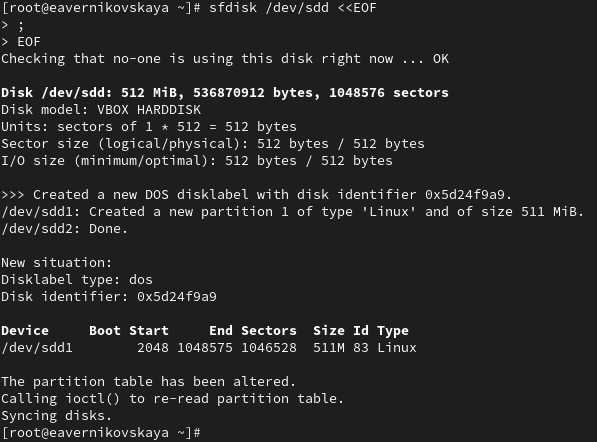 [root@eavernikovskaya ~]# sfdisk /dev/sdd <<EOF
> ;
> EOF
Checking that no-one is using this disk right now ... OK
Disk /dev/sdd: 512 MiB, 536870912 bytes, 1048576 sectors
Disk model: VBOX HARDDISK
Units: sectors of 1 * 512 = 512 bytes
Sector size (logical/physical): 512 bytes / 512 bytes
I/O size (minimum/optimal): 512 bytes / 512 bytes
>>> Created a new DOS disklabel with disk identifier 0x5d24f9a9.
/dev/sdd1: Created a new partition 1 of type 'Linux' and of size 511 MiB.
/dev/sdd2: Done.
New situation:
Disklabel type: dos
Disk identifier: 0x5d24f9a9
Device     Boot Start     End Sectors  Size Id Type
/dev/sdd1        2048 1048575 1046528  511M 83 Linux
The partition table has been altered.
Calling ioctl() to re-read partition table.
Syncing disks.
[root@eavernikovskaya ~]#